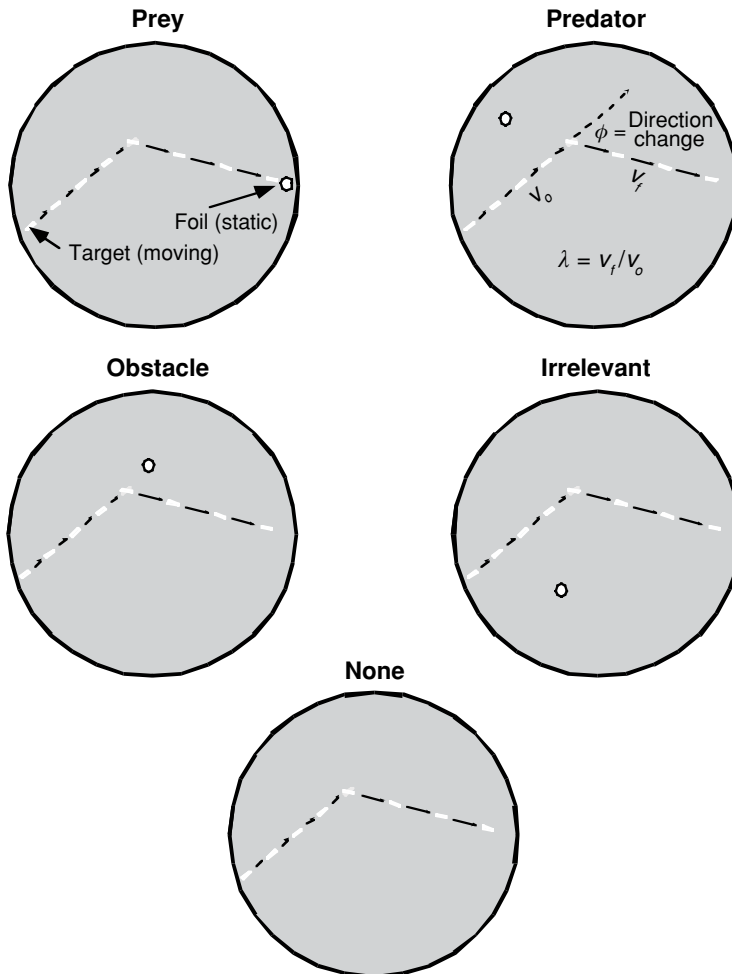 Prey
Foil (static)
Target (moving)
Predator
ϕ = Direction
change
v_o
v_f
λ = v_f/v_o
Obstacle
Irrelevant
None